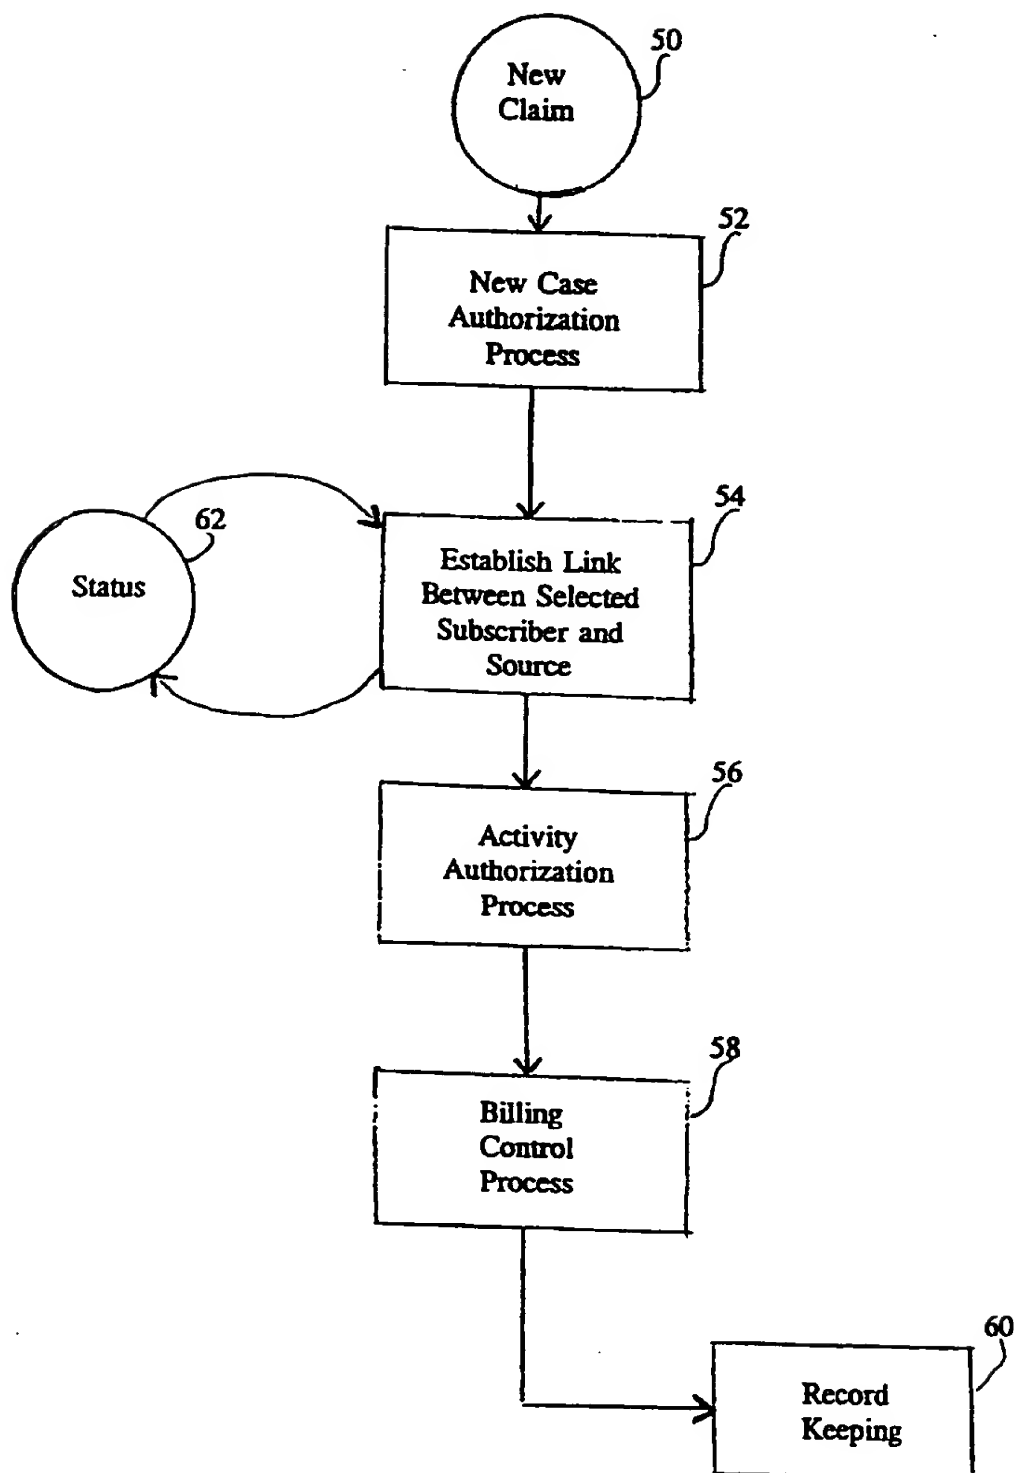 50
New
Claim
52
New Case
Authorization
Process
54
62
Establish Link
Between Selected
Subscriber and
Source
Status
56
Activity
Authorization
Process
58
Billing
Control
Process
60
Record
Keeping